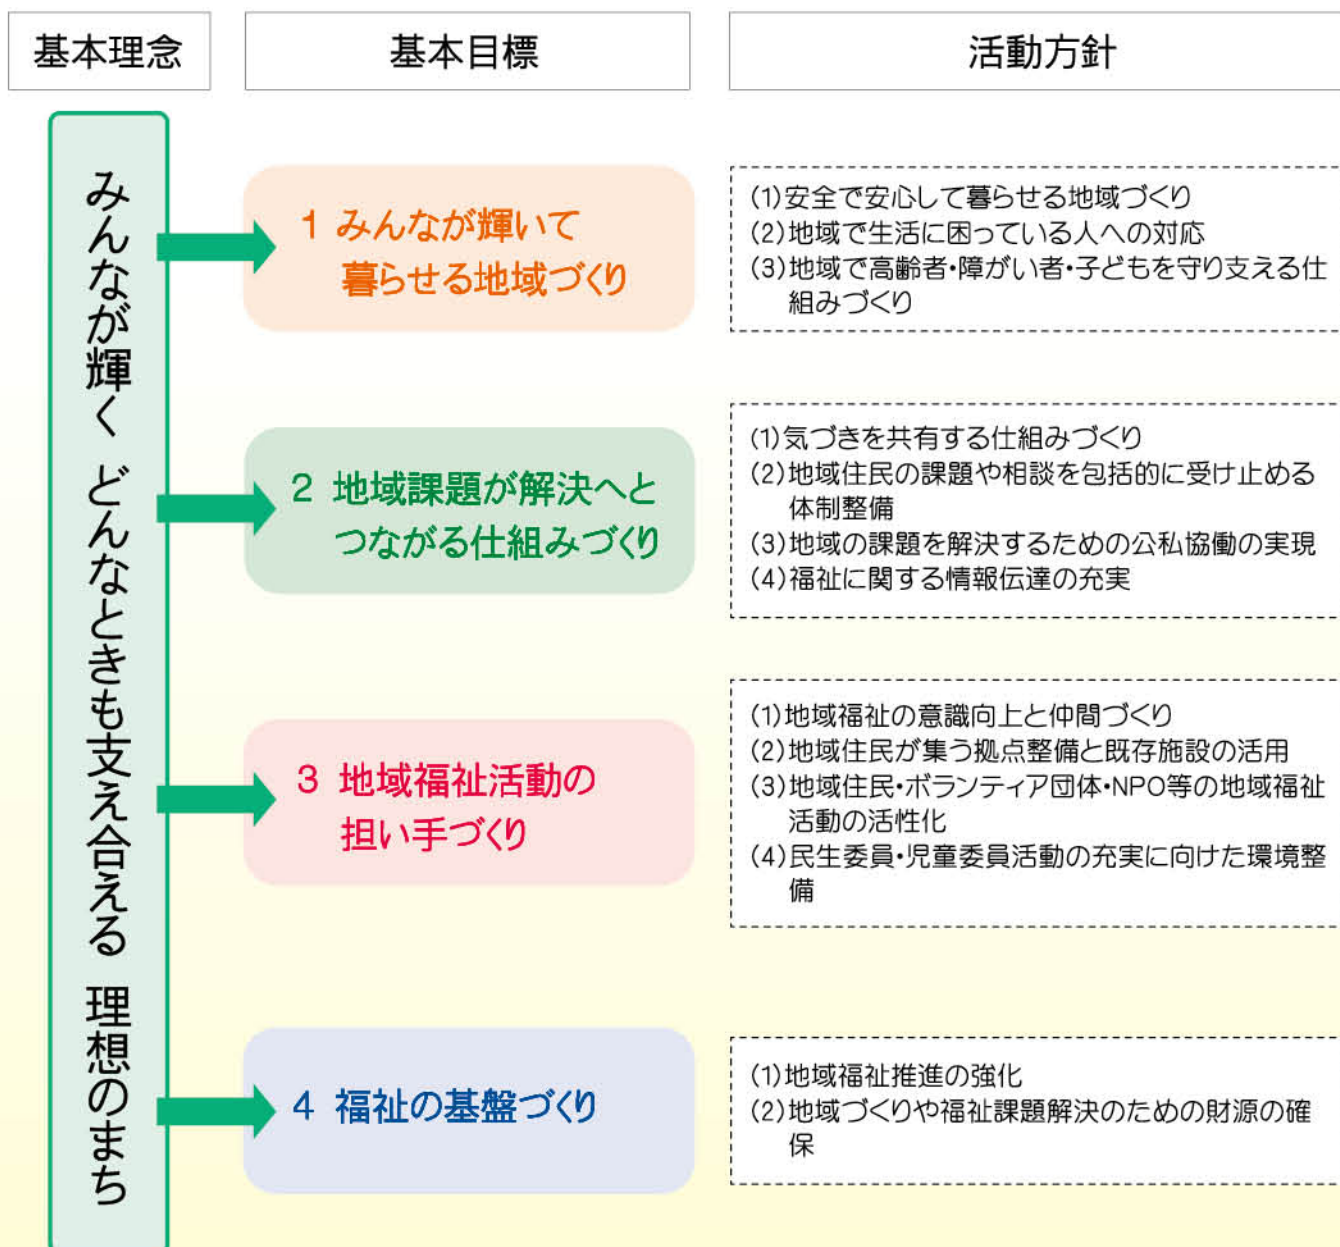 基本理念
基本目標
活動方針
みんなが輝く どんなときも支え合える 理想のまち
1 みんなが輝いて
暮らせる地域づくり
(1)安全で安心して暮らせる地域づくり
(2)地域で生活に困っている人への対応
(3)地域で高齢者・障がい者・子どもを守り支える仕
組みづくり
2 地域課題が解決へと
つながる仕組みづくり
(1)気づきを共有する仕組みづくり
(2)地域住民の課題や相談を包括的に受け止める
体制整備
(3)地域の課題を解決するための公私協働の実現
(4)福祉に関する情報伝達の充実
3 地域福祉活動の
担い手づくり
(1)地域福祉の意識向上と仲間づくり
(2)地域住民が集う拠点整備と既存施設の活用
(3)地域住民・ボランティア団体・NPO等の地域福祉
活動の活性化
(4)民生委員・児童委員活動の充実に向けた環境整
備
4 福祉の基盤づくり
(1)地域福祉推進の強化
(2)地域づくりや福祉課題解決のための財源の確
保